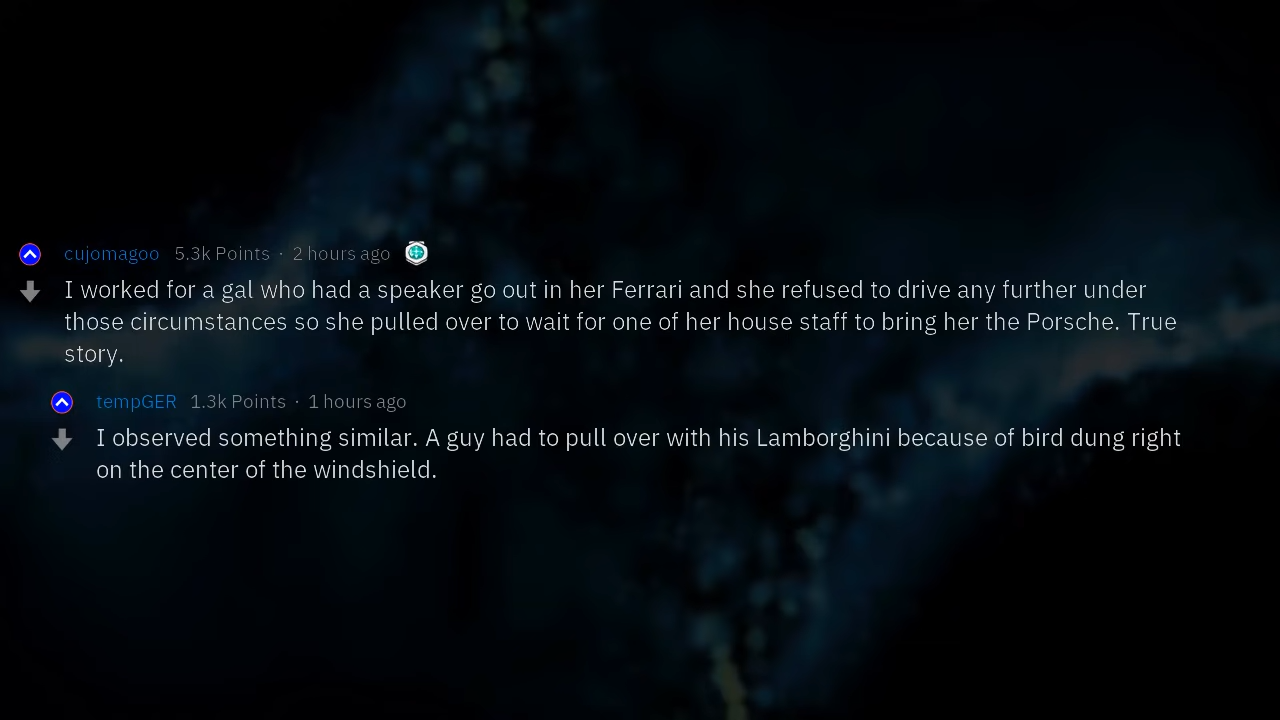 cujomagoo 5.3k Points · 2 hours ago
I worked for a gal who had a speaker go out in her Ferrari and she refused to drive any further under
those circumstances so she pulled over to wait for one of her house staff to bring her the Porsche. True
story.
tempGER 1.3k Points · 1 hours ago
I observed something similar. A guy had to pull over with his Lamborghini because of bird dung right
on the center of the windshield.